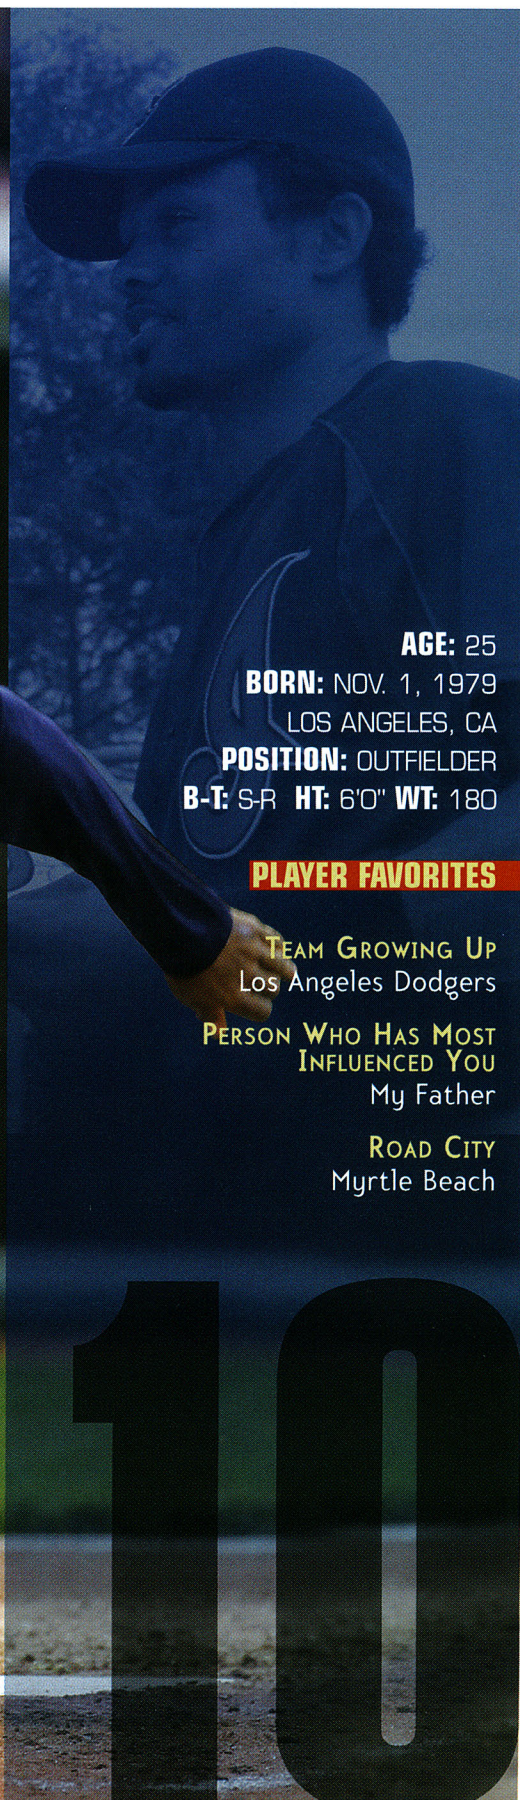 AGE: 25
BORN: NOV. 1, 1979
LOS ANGELES, CA
POSITION: OUTFIELDER
B-T: S-R HT: 6'0" WT: 180
PLAYER FAVORITES
TEAM GROWING UP
Los Angeles Dodgers
PERSON WHO HAS MOST
INFLUENCED YOU
My Father
ROAD CITY
Myrtle Beach
10